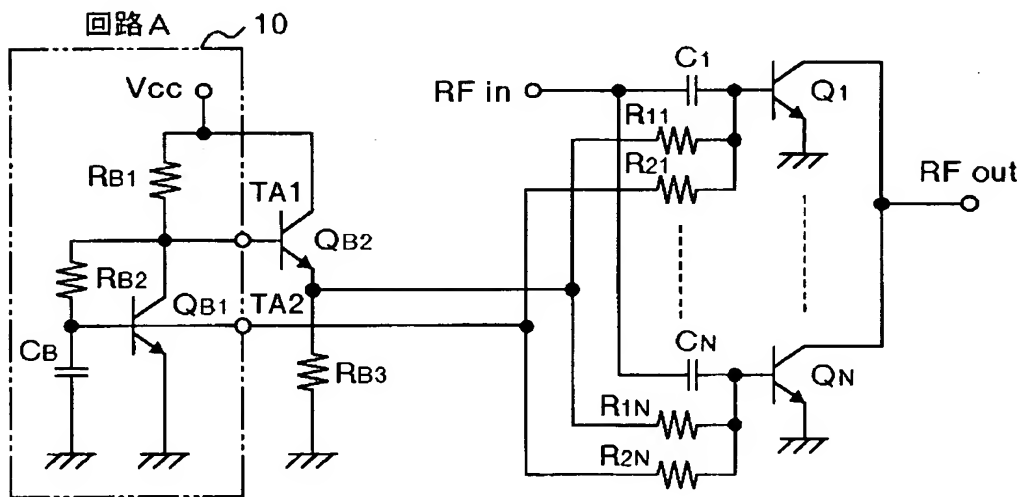 回路A
10
Vcc
RB1
TA1
QB2
RB2
QB1
TA2
CB
RB3
RF in
C1
Q1
R11
R21
RF out
CN
QN
R1N
R2N